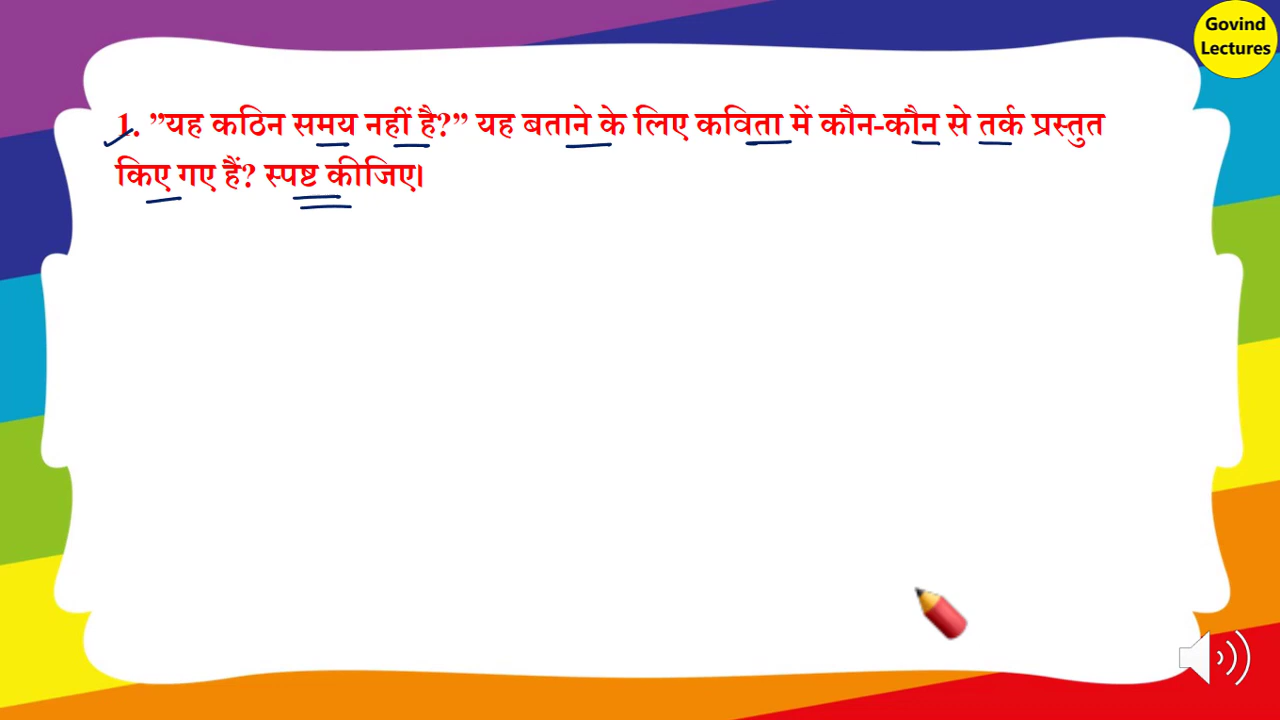 Govind
Lectures
1. ”यह कठिन समय नहीं है?” यह बताने के लिए कविता में कौन-कौन से तर्क प्रस्तुत
किए गए हैं? स्पष्ट कीजिए।